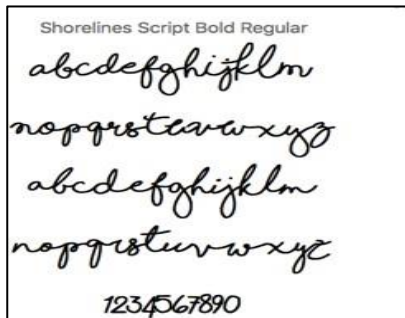 Shorelines Script Bold Regular
abcdefghijklm
nopqrstuvwxyz
abcdefghijklm
nopqrstuvwxyz
1234567890